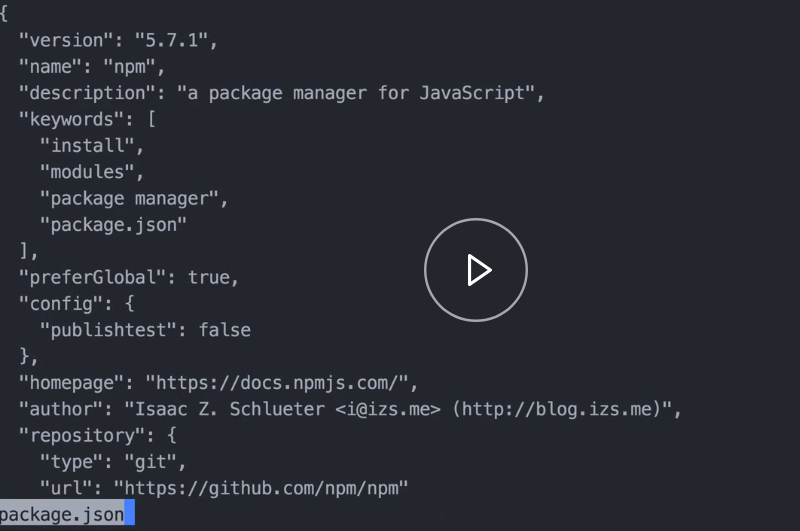 {
  "version": "5.7.1",
  "name": "npm",
  "description": "a package manager for JavaScript",
  "keywords": [
    "install",
    "modules",
    "package manager",
    "package.json"
  ],
  "preferGlobal": true,
  "config": {
    "publishtest": false
  },
  "homepage": "https://docs.npmjs.com/",
  "author": "Isaac Z. Schlueter <i@izs.me> (http://blog.izs.me)",
  "repository": {
    "type": "git",
    "url": "https://github.com/npm/npm"
package.json